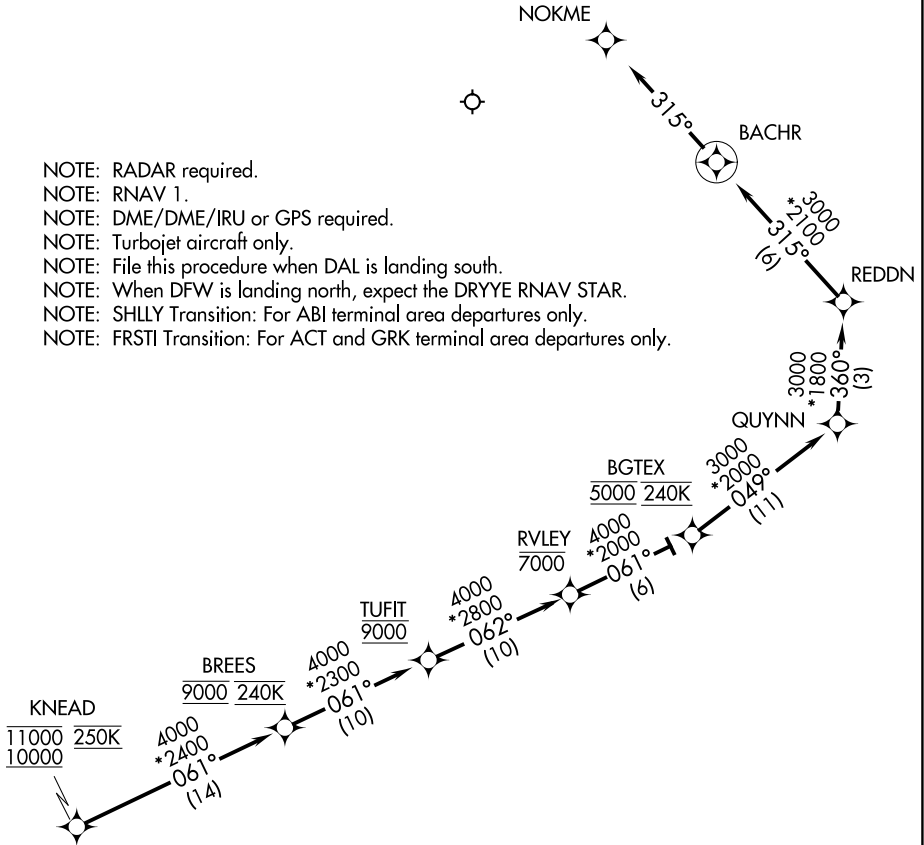 NOKME
315°
BACHR
NOTE: RADAR required.
NOTE: RNAV 1.
NOTE: DME/DME/IRU or GPS required.
NOTE: Turbojet aircraft only.
NOTE: File this procedure when DAL is landing south.
NOTE: When DFW is landing north, expect the DRYYE RNAV STAR.
NOTE: SHLLY Transition: For ABI terminal area departures only.
NOTE: FRSTI Transition: For ACT and GRK terminal area departures only.
3000
*2100
315°
(6)
REDDN
3000
*1800
360°
(3)
QUYNN
3000
*2000
049°
(11)
BGTEX
5000 240K
4000
*2000
061°
(6)
RVLEY
7000
4000
*2800
062°
(10)
TUFIT
9000
4000
*2300
061°
(10)
BREES
9000 240K
4000
*2400
061°
(14)
KNEAD
11000 250K
10000